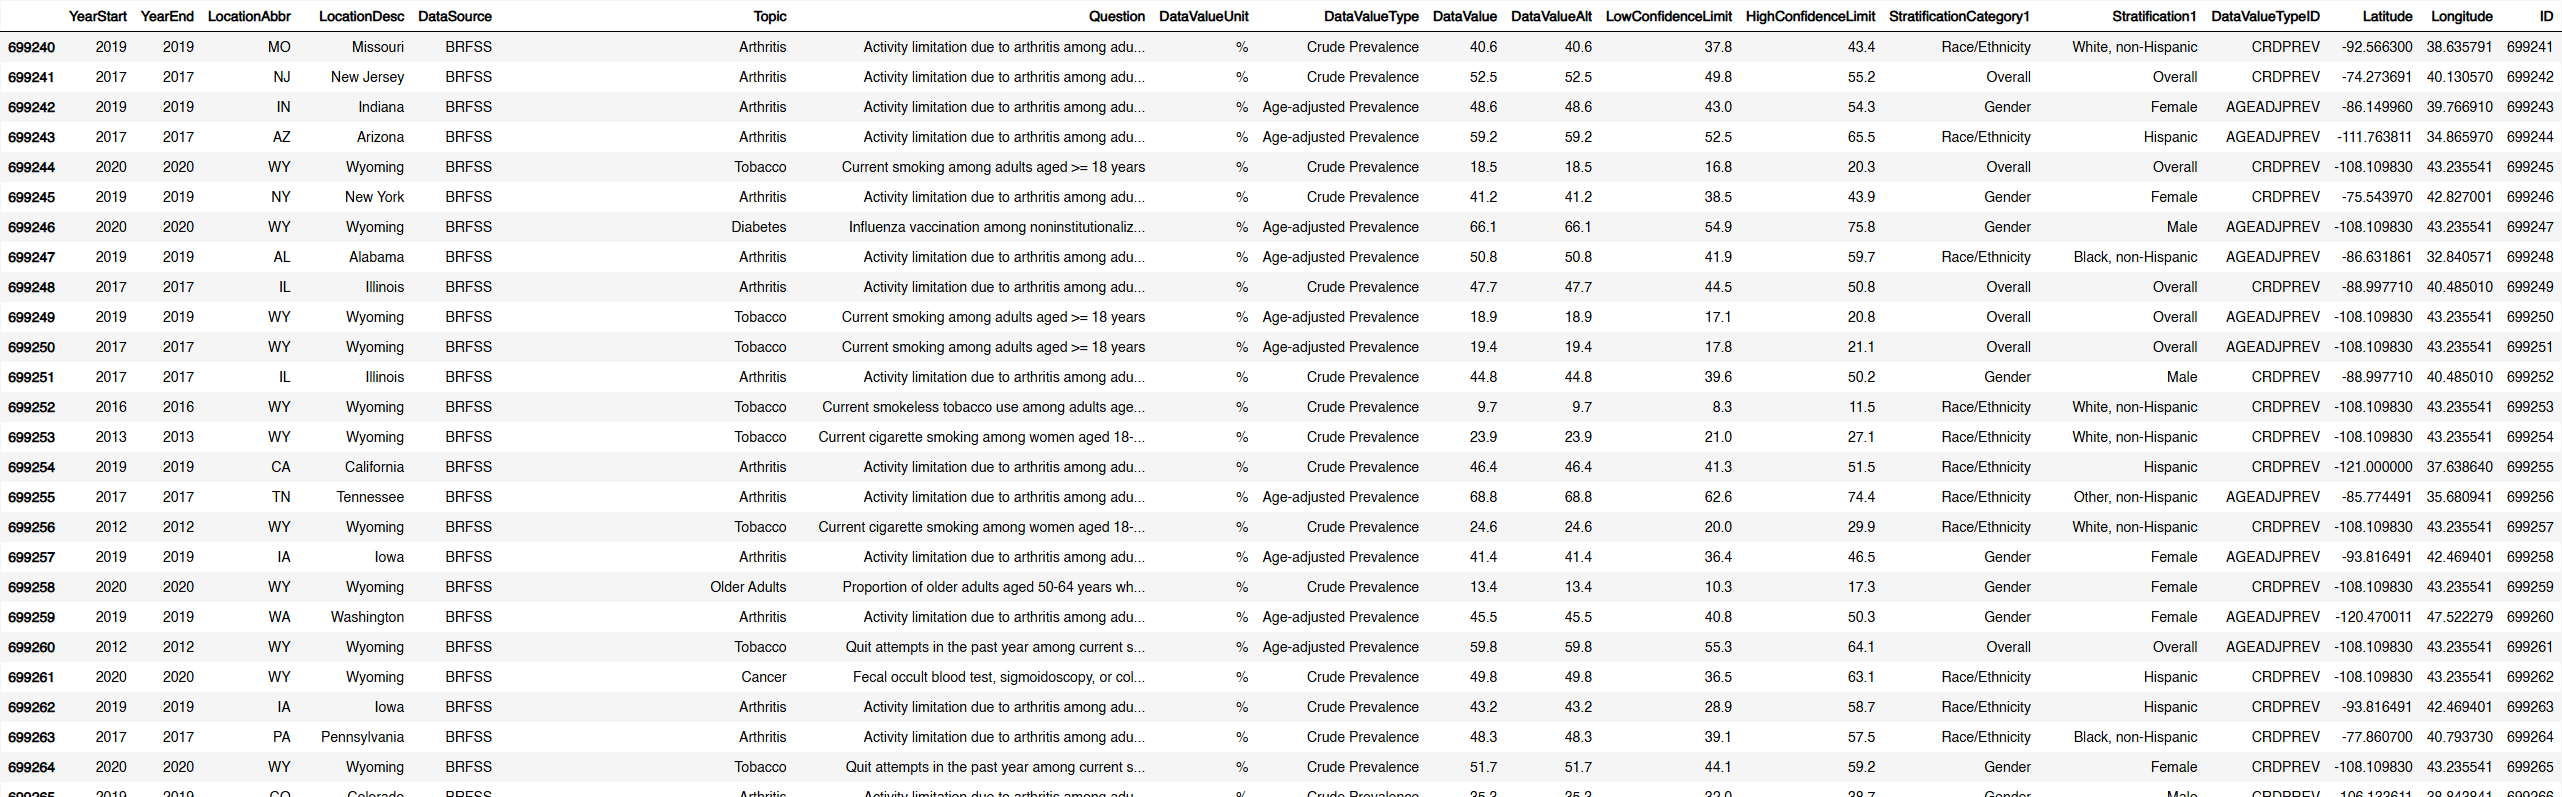 YearStart YearEnd LocationAbbr LocationDesc DataSource Topic Question DataValueUnit DataValueType DataValue DataValueAlt LowConfidenceLimit HighConfidenceLimit StratificationCategory1 Stratification1 DataValueTypeID Latitude Longitude ID
699240 2019 2019 MO Missouri BRFSS Arthritis Activity limitation due to arthritis among adu... % Crude Prevalence 40.6 40.6 37.8 43.4 Race/Ethnicity White, non-Hispanic CRDPREV -92.566300 38.635791 699241
699241 2017 2017 NJ New Jersey BRFSS Arthritis Activity limitation due to arthritis among adu... % Crude Prevalence 52.5 52.5 49.8 55.2 Overall Overall CRDPREV -74.273691 40.130570 699242
699242 2019 2019 IN Indiana BRFSS Arthritis Activity limitation due to arthritis among adu... % Age-adjusted Prevalence 48.6 48.6 43.0 54.3 Gender Female AGEADJPREV -86.149960 39.766910 699243
699243 2017 2017 AZ Arizona BRFSS Arthritis Activity limitation due to arthritis among adu... % Age-adjusted Prevalence 59.2 59.2 52.5 65.5 Race/Ethnicity Hispanic AGEADJPREV -111.763811 34.865970 699244
699244 2020 2020 WY Wyoming BRFSS Tobacco Current smoking among adults aged >= 18 years % Crude Prevalence 18.5 18.5 16.8 20.3 Overall Overall CRDPREV -108.109830 43.235541 699245
699245 2019 2019 NY New York BRFSS Arthritis Activity limitation due to arthritis among adu... % Crude Prevalence 41.2 41.2 38.5 43.9 Gender Female CRDPREV -75.543970 42.827001 699246
699246 2020 2020 WY Wyoming BRFSS Diabetes Influenza vaccination among noninstitutionaliz... % Age-adjusted Prevalence 66.1 66.1 54.9 75.8 Gender Male AGEADJPREV -108.109830 43.235541 699247
699247 2019 2019 AL Alabama BRFSS Arthritis Activity limitation due to arthritis among adu... % Age-adjusted Prevalence 50.8 50.8 41.9 59.7 Race/Ethnicity Black, non-Hispanic AGEADJPREV -86.631861 32.840571 699248
699248 2017 2017 IL Illinois BRFSS Arthritis Activity limitation due to arthritis among adu... % Crude Prevalence 47.7 47.7 44.5 50.8 Overall Overall CRDPREV -88.997710 40.485010 699249
699249 2019 2019 WY Wyoming BRFSS Tobacco Current smoking among adults aged >= 18 years % Age-adjusted Prevalence 18.9 18.9 17.1 20.8 Overall Overall AGEADJPREV -108.109830 43.235541 699250
699250 2017 2017 WY Wyoming BRFSS Tobacco Current smoking among adults aged >= 18 years % Age-adjusted Prevalence 19.4 19.4 17.8 21.1 Overall Overall AGEADJPREV -108.109830 43.235541 699251
699251 2017 2017 IL Illinois BRFSS Arthritis Activity limitation due to arthritis among adu... % Crude Prevalence 44.8 44.8 39.6 50.2 Gender Male CRDPREV -88.997710 40.485010 699252
699252 2016 2016 WY Wyoming BRFSS Tobacco Current smokeless tobacco use among adults age... % Crude Prevalence 9.7 9.7 8.3 11.5 Race/Ethnicity White, non-Hispanic CRDPREV -108.109830 43.235541 699253
699253 2013 2013 WY Wyoming BRFSS Tobacco Current cigarette smoking among women aged 18-... % Crude Prevalence 23.9 23.9 21.0 27.1 Race/Ethnicity White, non-Hispanic CRDPREV -108.109830 43.235541 699254
699254 2019 2019 CA California BRFSS Arthritis Activity limitation due to arthritis among adu... % Crude Prevalence 46.4 46.4 41.3 51.5 Race/Ethnicity Hispanic CRDPREV -121.000000 37.638640 699255
699255 2017 2017 TN Tennessee BRFSS Arthritis Activity limitation due to arthritis among adu... % Age-adjusted Prevalence 68.8 68.8 62.6 74.4 Race/Ethnicity Other, non-Hispanic AGEADJPREV -85.774491 35.680941 699256
699256 2012 2012 WY Wyoming BRFSS Tobacco Current cigarette smoking among women aged 18-... % Crude Prevalence 24.6 24.6 20.0 29.9 Race/Ethnicity White, non-Hispanic CRDPREV -108.109830 43.235541 699257
699257 2019 2019 IA Iowa BRFSS Arthritis Activity limitation due to arthritis among adu... % Age-adjusted Prevalence 41.4 41.4 36.4 46.5 Gender Female AGEADJPREV -93.816491 42.469401 699258
699258 2020 2020 WY Wyoming BRFSS Older Adults Proportion of older adults aged 50-64 years wh... % Crude Prevalence 13.4 13.4 10.3 17.3 Gender Female CRDPREV -108.109830 43.235541 699259
699259 2019 2019 WA Washington BRFSS Arthritis Activity limitation due to arthritis among adu... % Age-adjusted Prevalence 45.5 45.5 40.8 50.3 Gender Female AGEADJPREV -120.470011 47.522279 699260
699260 2012 2012 WY Wyoming BRFSS Tobacco Quit attempts in the past year among current s... % Age-adjusted Prevalence 59.8 59.8 55.3 64.1 Overall Overall AGEADJPREV -108.109830 43.235541 699261
699261 2020 2020 WY Wyoming BRFSS Cancer Fecal occult blood test, sigmoidoscopy, or col... % Crude Prevalence 49.8 49.8 36.5 63.1 Race/Ethnicity Hispanic CRDPREV -108.109830 43.235541 699262
699262 2019 2019 IA Iowa BRFSS Arthritis Activity limitation due to arthritis among adu... % Crude Prevalence 43.2 43.2 28.9 58.7 Race/Ethnicity Hispanic CRDPREV -93.816491 42.469401 699263
699263 2017 2017 PA Pennsylvania BRFSS Arthritis Activity limitation due to arthritis among adu... % Crude Prevalence 48.3 48.3 39.1 57.5 Race/Ethnicity Black, non-Hispanic CRDPREV -77.860700 40.793730 699264
699264 2020 2020 WY Wyoming BRFSS Tobacco Quit attempts in the past year among current s... % Crude Prevalence 51.7 51.7 44.1 59.2 Gender Female CRDPREV -108.109830 43.235541 699265